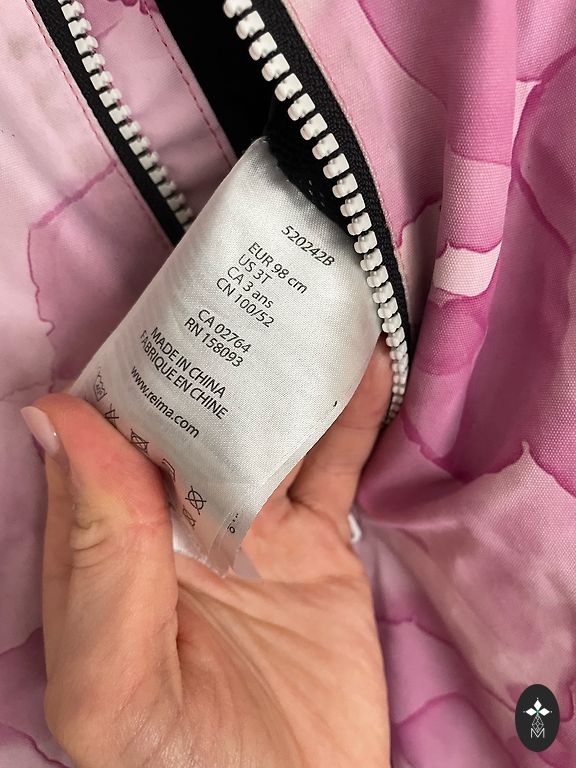 520242B
EUR 98 cm
US 3T
CA 3 ans
CN 100/52
CA 02764
RN 158093
MADE IN CHINA
FABRIQUE EN CHINE
www.reima.com
M